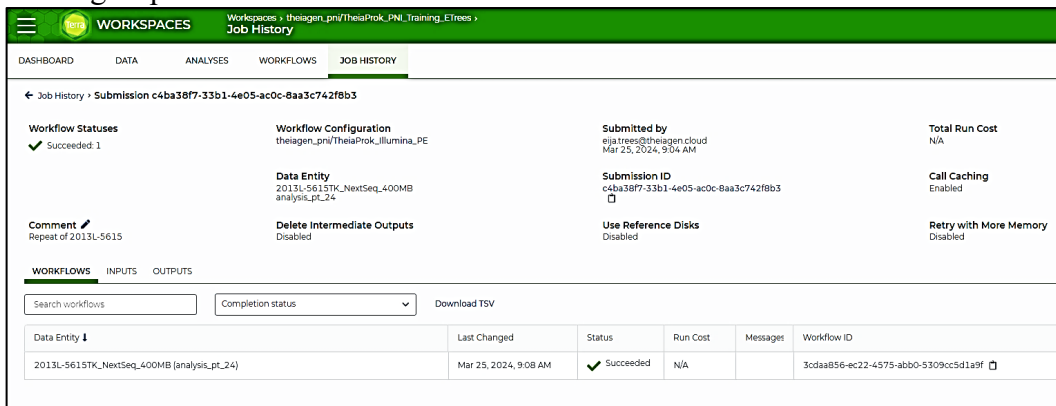 Terra
WORKSPACES
Workspaces › theiagen_pni/TheiaProk_PNI_Training_ETrees ›
Job History
DASHBOARD DATA ANALYSES WORKFLOWS JOB HISTORY
← Job History › Submission c4ba38f7-33b1-4e05-ac0c-8aa3c742f8b3
Workflow Statuses
Succeeded: 1
Workflow Configuration
theiagen_pni/TheiaProk_Illumina_PE
Submitted by
eija.trees@theiagen.cloud
Mar 25, 2024, 9:04 AM
Total Run Cost
N/A
Data Entity
2013L-5615TK_NextSeq_400MB
analysis_pt_24
Submission ID
c4ba38f7-33b1-4e05-ac0c-8aa3c742f8b3
Call Caching
Enabled
Comment
Repeat of 2013L-5615
Delete Intermediate Outputs
Disabled
Use Reference Disks
Disabled
Retry with More Memory
Disabled
WORKFLOWS INPUTS OUTPUTS
Search workflows Completion status Download TSV
Data Entity ↓ Last Changed Status Run Cost Messages Workflow ID
2013L-5615TK_NextSeq_400MB (analysis_pt_24) Mar 25, 2024, 9:08 AM Succeeded N/A 3cdaa856-ec22-4575-abb0-5309cc5d1a9f